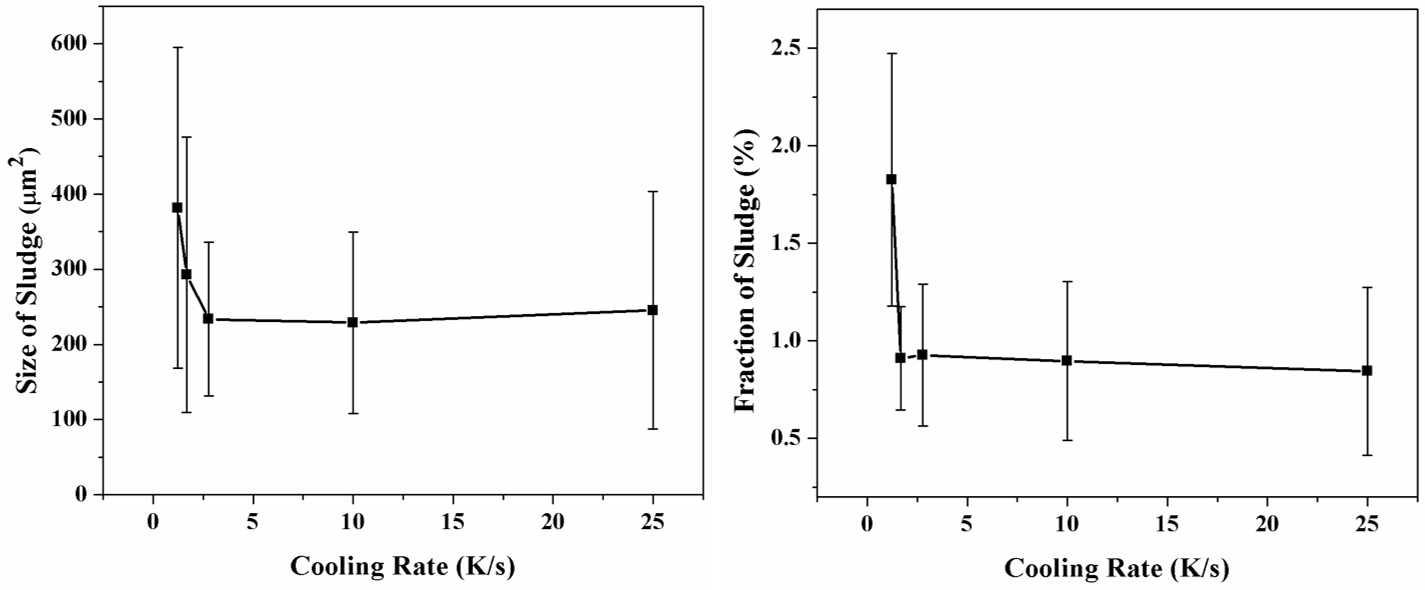 600
500
400
300
200
100
0
Size of Sludge (μm²)
0 5 10 15 20 25
Cooling Rate (K/s)
2.5
2.0
1.5
1.0
0.5
Fraction of Sludge (%)
0 5 10 15 20 25
Cooling Rate (K/s)